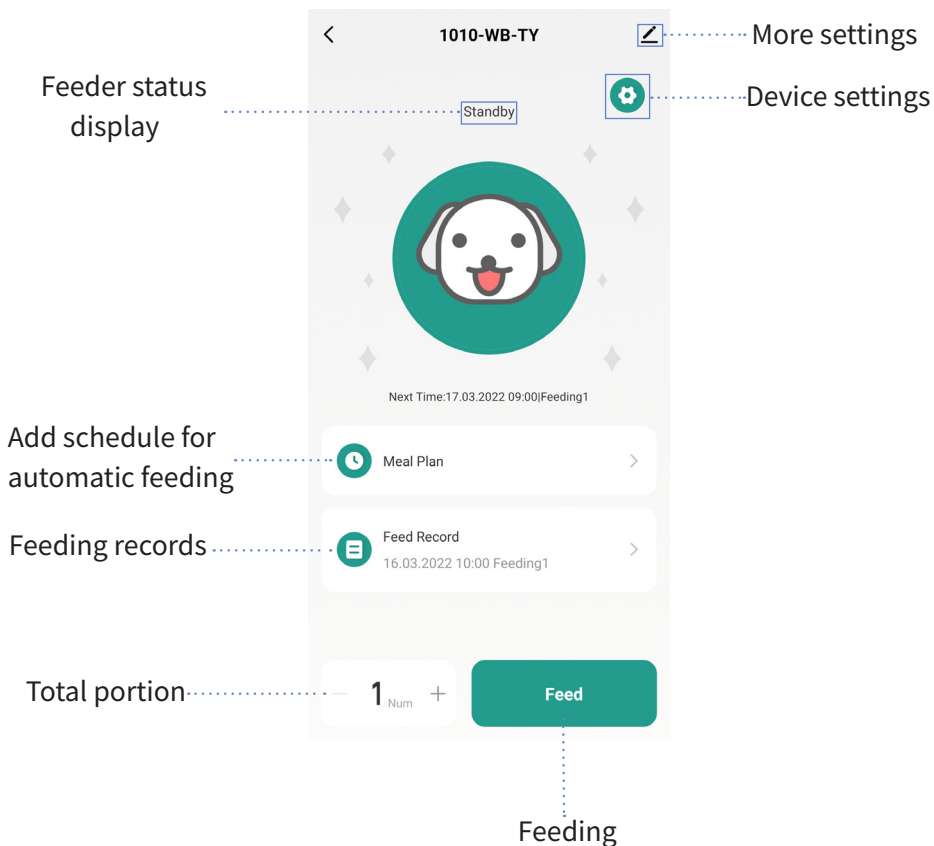 1010-WB-TY
More settings
Feeder status
display
Standby
Device settings
Next Time:17.03.2022 09:00|Feeding1
Add schedule for
automatic feeding
Meal Plan
Feeding records
Feed Record
16.03.2022 10:00 Feeding1
Total portion
1 Num +
Feed
Feeding